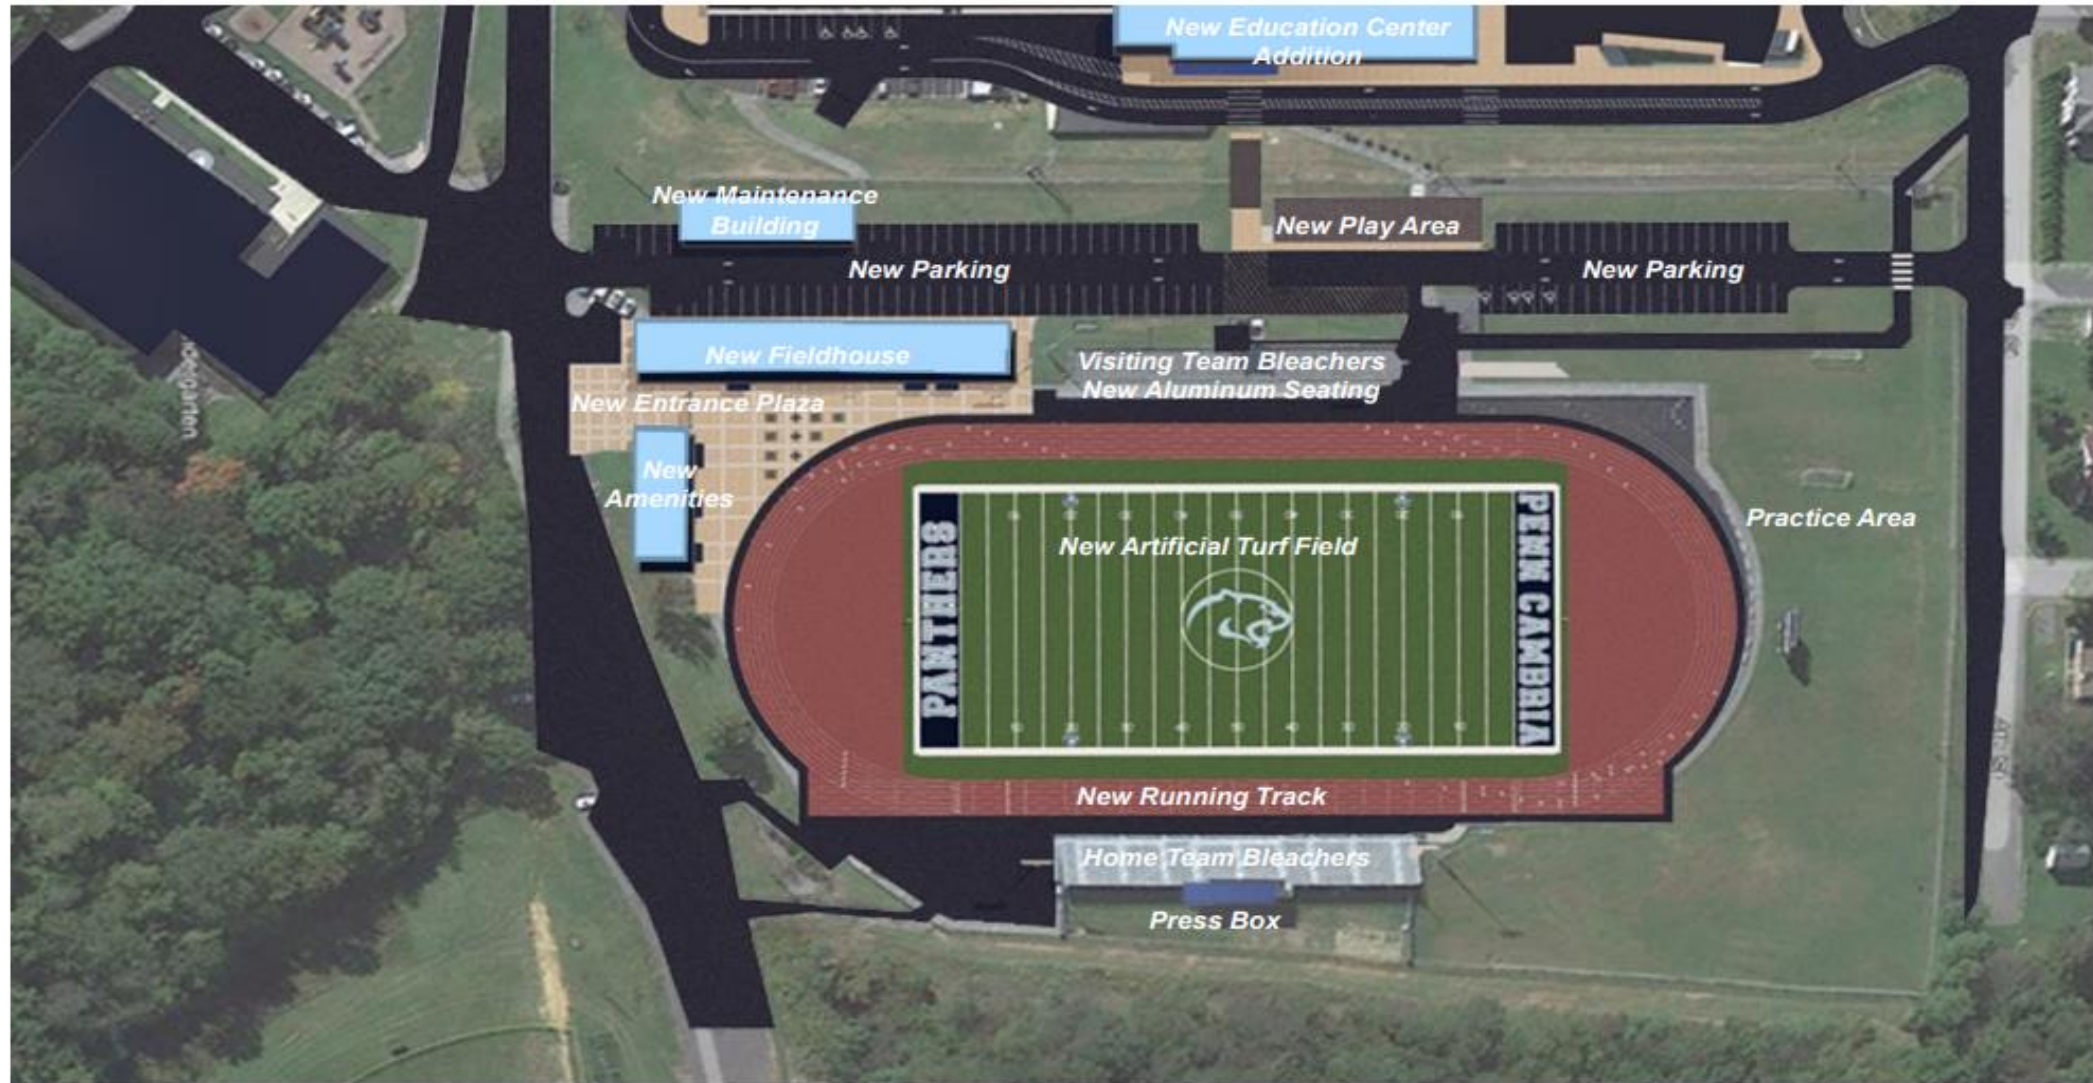 New Education Center
Addition
New Maintenance
Building
New Play Area
New Parking
New Parking
New Fieldhouse
Visiting Team Bleachers
New Aluminum Seating
New Entrance Plaza
New
Amenities
PANTHERS
PENN CAMBRIA
New Artificial Turf Field
Practice Area
New Running Track
Home Team Bleachers
Press Box